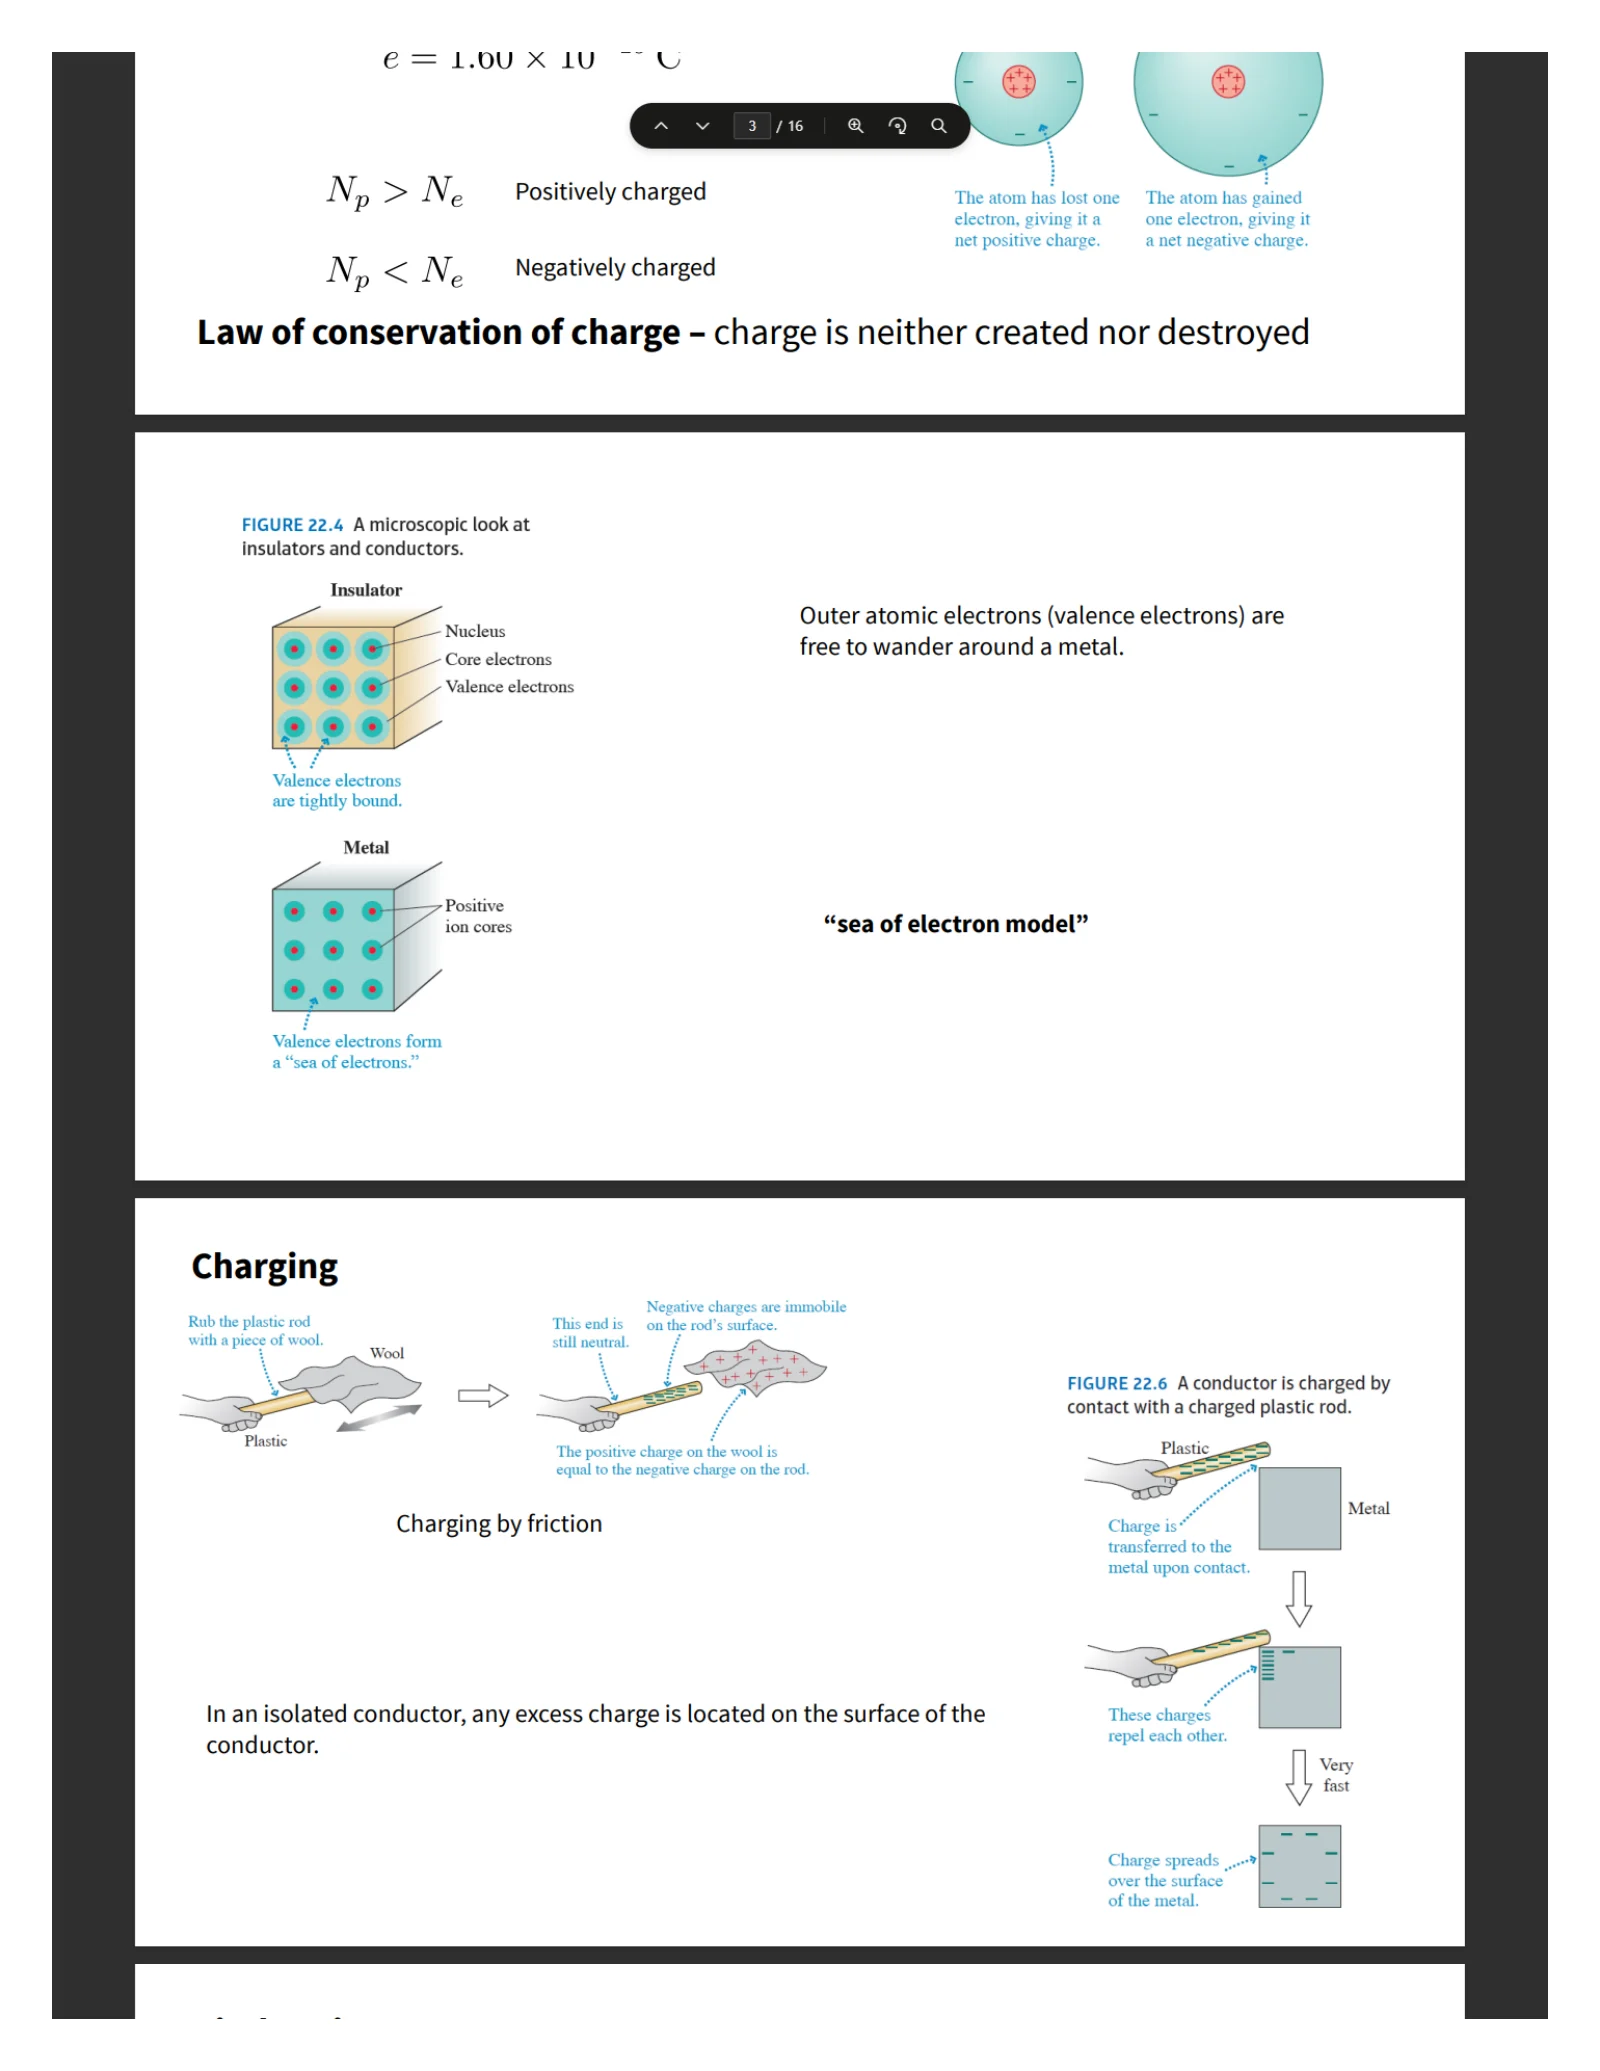 3 / 16
N_p > N_e Positively charged
N_p < N_e Negatively charged
The atom has lost one
electron, giving it a
net positive charge.
The atom has gained
one electron, giving it
a net negative charge.
Law of conservation of charge – charge is neither created nor destroyed
FIGURE 22.4 A microscopic look at
insulators and conductors.
Insulator
Nucleus
Core electrons
Valence electrons
Valence electrons
are tightly bound.
Metal
Positive
ion cores
Valence electrons form
a “sea of electrons.”
Outer atomic electrons (valence electrons) are
free to wander around a metal.
“sea of electron model”
Charging
Rub the plastic rod
with a piece of wool.
Wool
Plastic
This end is
still neutral.
Negative charges are immobile
on the rod’s surface.
The positive charge on the wool is
equal to the negative charge on the rod.
Charging by friction
In an isolated conductor, any excess charge is located on the surface of the
conductor.
FIGURE 22.6 A conductor is charged by
contact with a charged plastic rod.
Plastic
Metal
Charge is
transferred to the
metal upon contact.
These charges
repel each other.
Very
fast
Charge spreads
over the surface
of the metal.